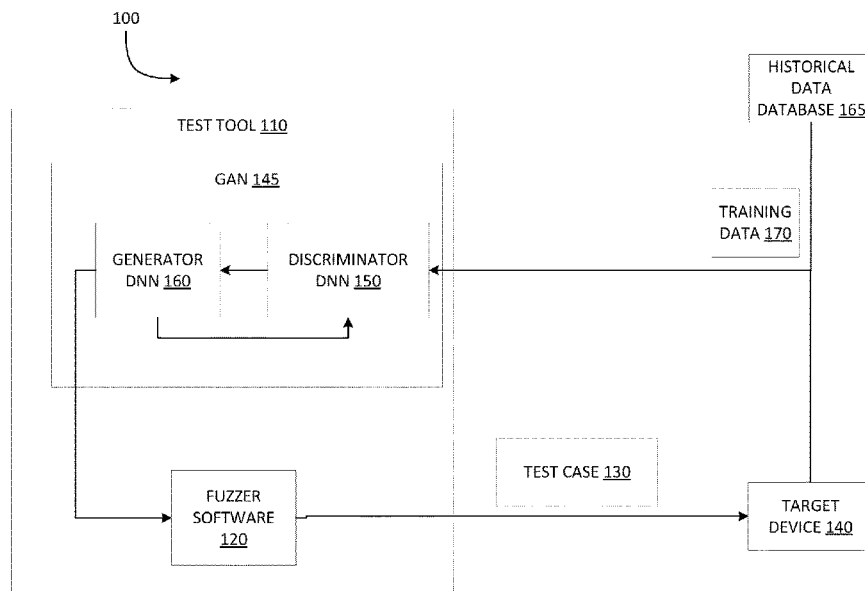 100
HISTORICAL
DATA
DATABASE 165
TEST TOOL 110
GAN 145
TRAINING
DATA 170
GENERATOR
DNN 160
DISCRIMINATOR
DNN 150
TEST CASE 130
FUZZER
SOFTWARE
120
TARGET
DEVICE 140